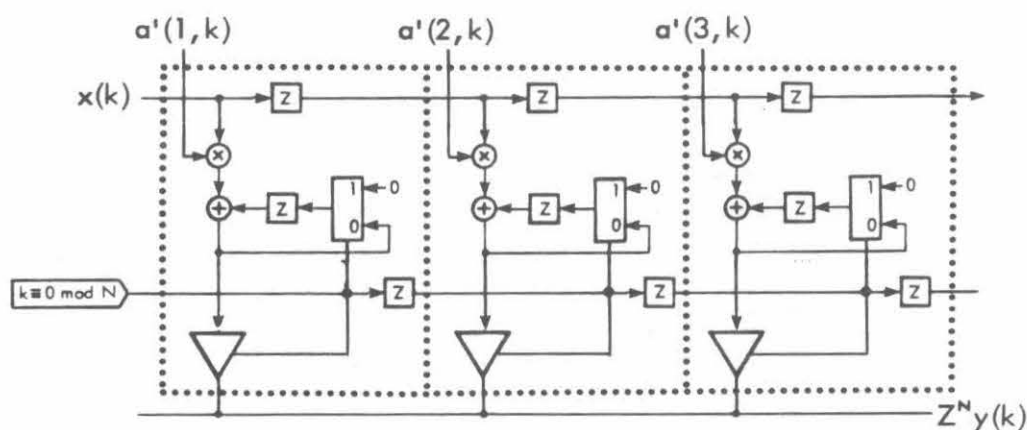 a'(1,k) a'(2,k) a'(3,k)
x(k) Z Z Z
× × ×
1 0 1 0 1 0
+ Z 0 + Z 0 + Z 0
k≡0 mod N Z Z Z
Z^N y(k)